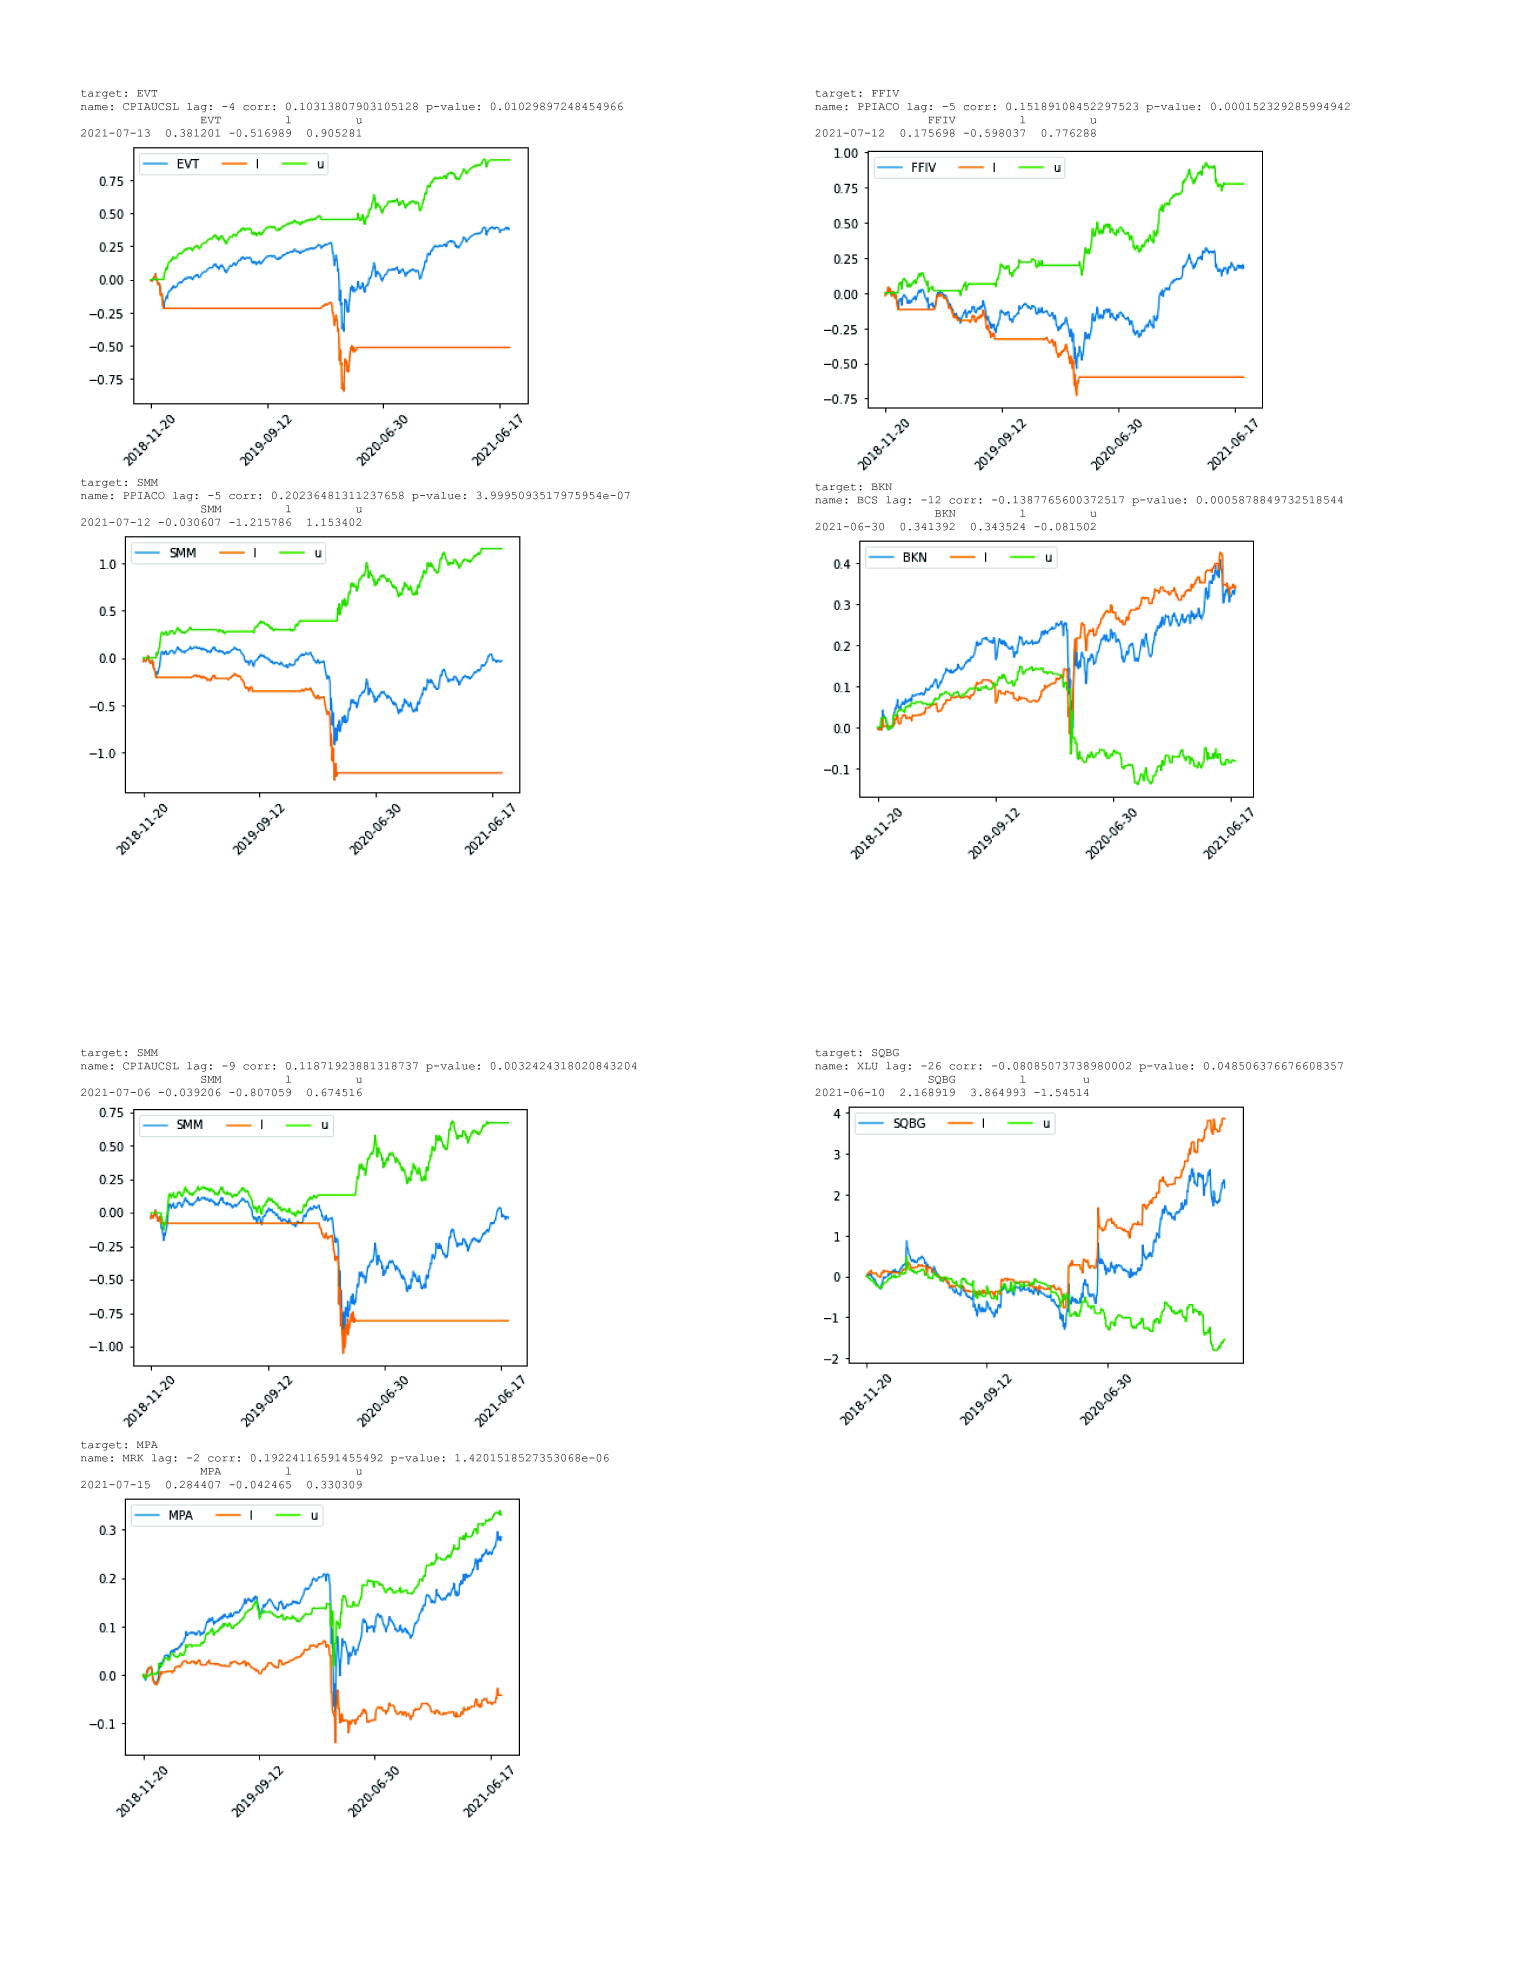 target: EVT
name: CPIAUCSL lag: -4 corr: 0.10313807903105128 p-value: 0.01029897248454966
EVT l u
2021-07-13 0.381201 -0.516989 0.905281
EVT l u
0.75
0.50
0.25
0.00
−0.25
−0.50
−0.75
2018-11-20 2019-09-12 2020-06-30 2021-06-17
target: FFIV
name: PPIACO lag: -5 corr: 0.15189108452297523 p-value: 0.000152329285994942
FFIV l u
2021-07-12 0.175698 -0.598037 0.776288
FFIV l u
1.00
0.75
0.50
0.25
0.00
−0.25
−0.50
−0.75
2018-11-20 2019-09-12 2020-06-30 2021-06-17
target: SMM
name: PPIACO lag: -5 corr: 0.20236481311237658 p-value: 3.9995093517975954e-07
SMM l u
2021-07-12 -0.030607 -1.215786 1.153402
SMM l u
1.0
0.5
0.0
−0.5
−1.0
2018-11-20 2019-09-12 2020-06-30 2021-06-17
target: BKN
name: BCS lag: -12 corr: -0.1387765600372517 p-value: 0.0005878849732518544
BKN l u
2021-06-30 0.341392 0.343524 -0.081502
BKN l u
0.4
0.3
0.2
0.1
0.0
−0.1
2018-11-20 2019-09-12 2020-06-30 2021-06-17
target: SMM
name: CPIAUCSL lag: -9 corr: 0.11871923881318737 p-value: 0.0032424318020843204
SMM l u
2021-07-06 -0.039206 -0.807059 0.674516
SMM l u
0.75
0.50
0.25
0.00
−0.25
−0.50
−0.75
−1.00
2018-11-20 2019-09-12 2020-06-30 2021-06-17
target: SQBG
name: XLU lag: -26 corr: -0.08085073738980002 p-value: 0.048506376676608357
SQBG l u
2021-06-10 2.168919 3.864993 -1.54514
SQBG l u
4
3
2
1
0
−1
−2
2018-11-20 2019-09-12 2020-06-30
target: MPA
name: MRK lag: -2 corr: 0.19224116591455492 p-value: 1.4201518527353068e-06
MPA l u
2021-07-15 0.284407 -0.042465 0.330309
MPA l u
0.3
0.2
0.1
0.0
−0.1
2018-11-20 2019-09-12 2020-06-30 2021-06-17